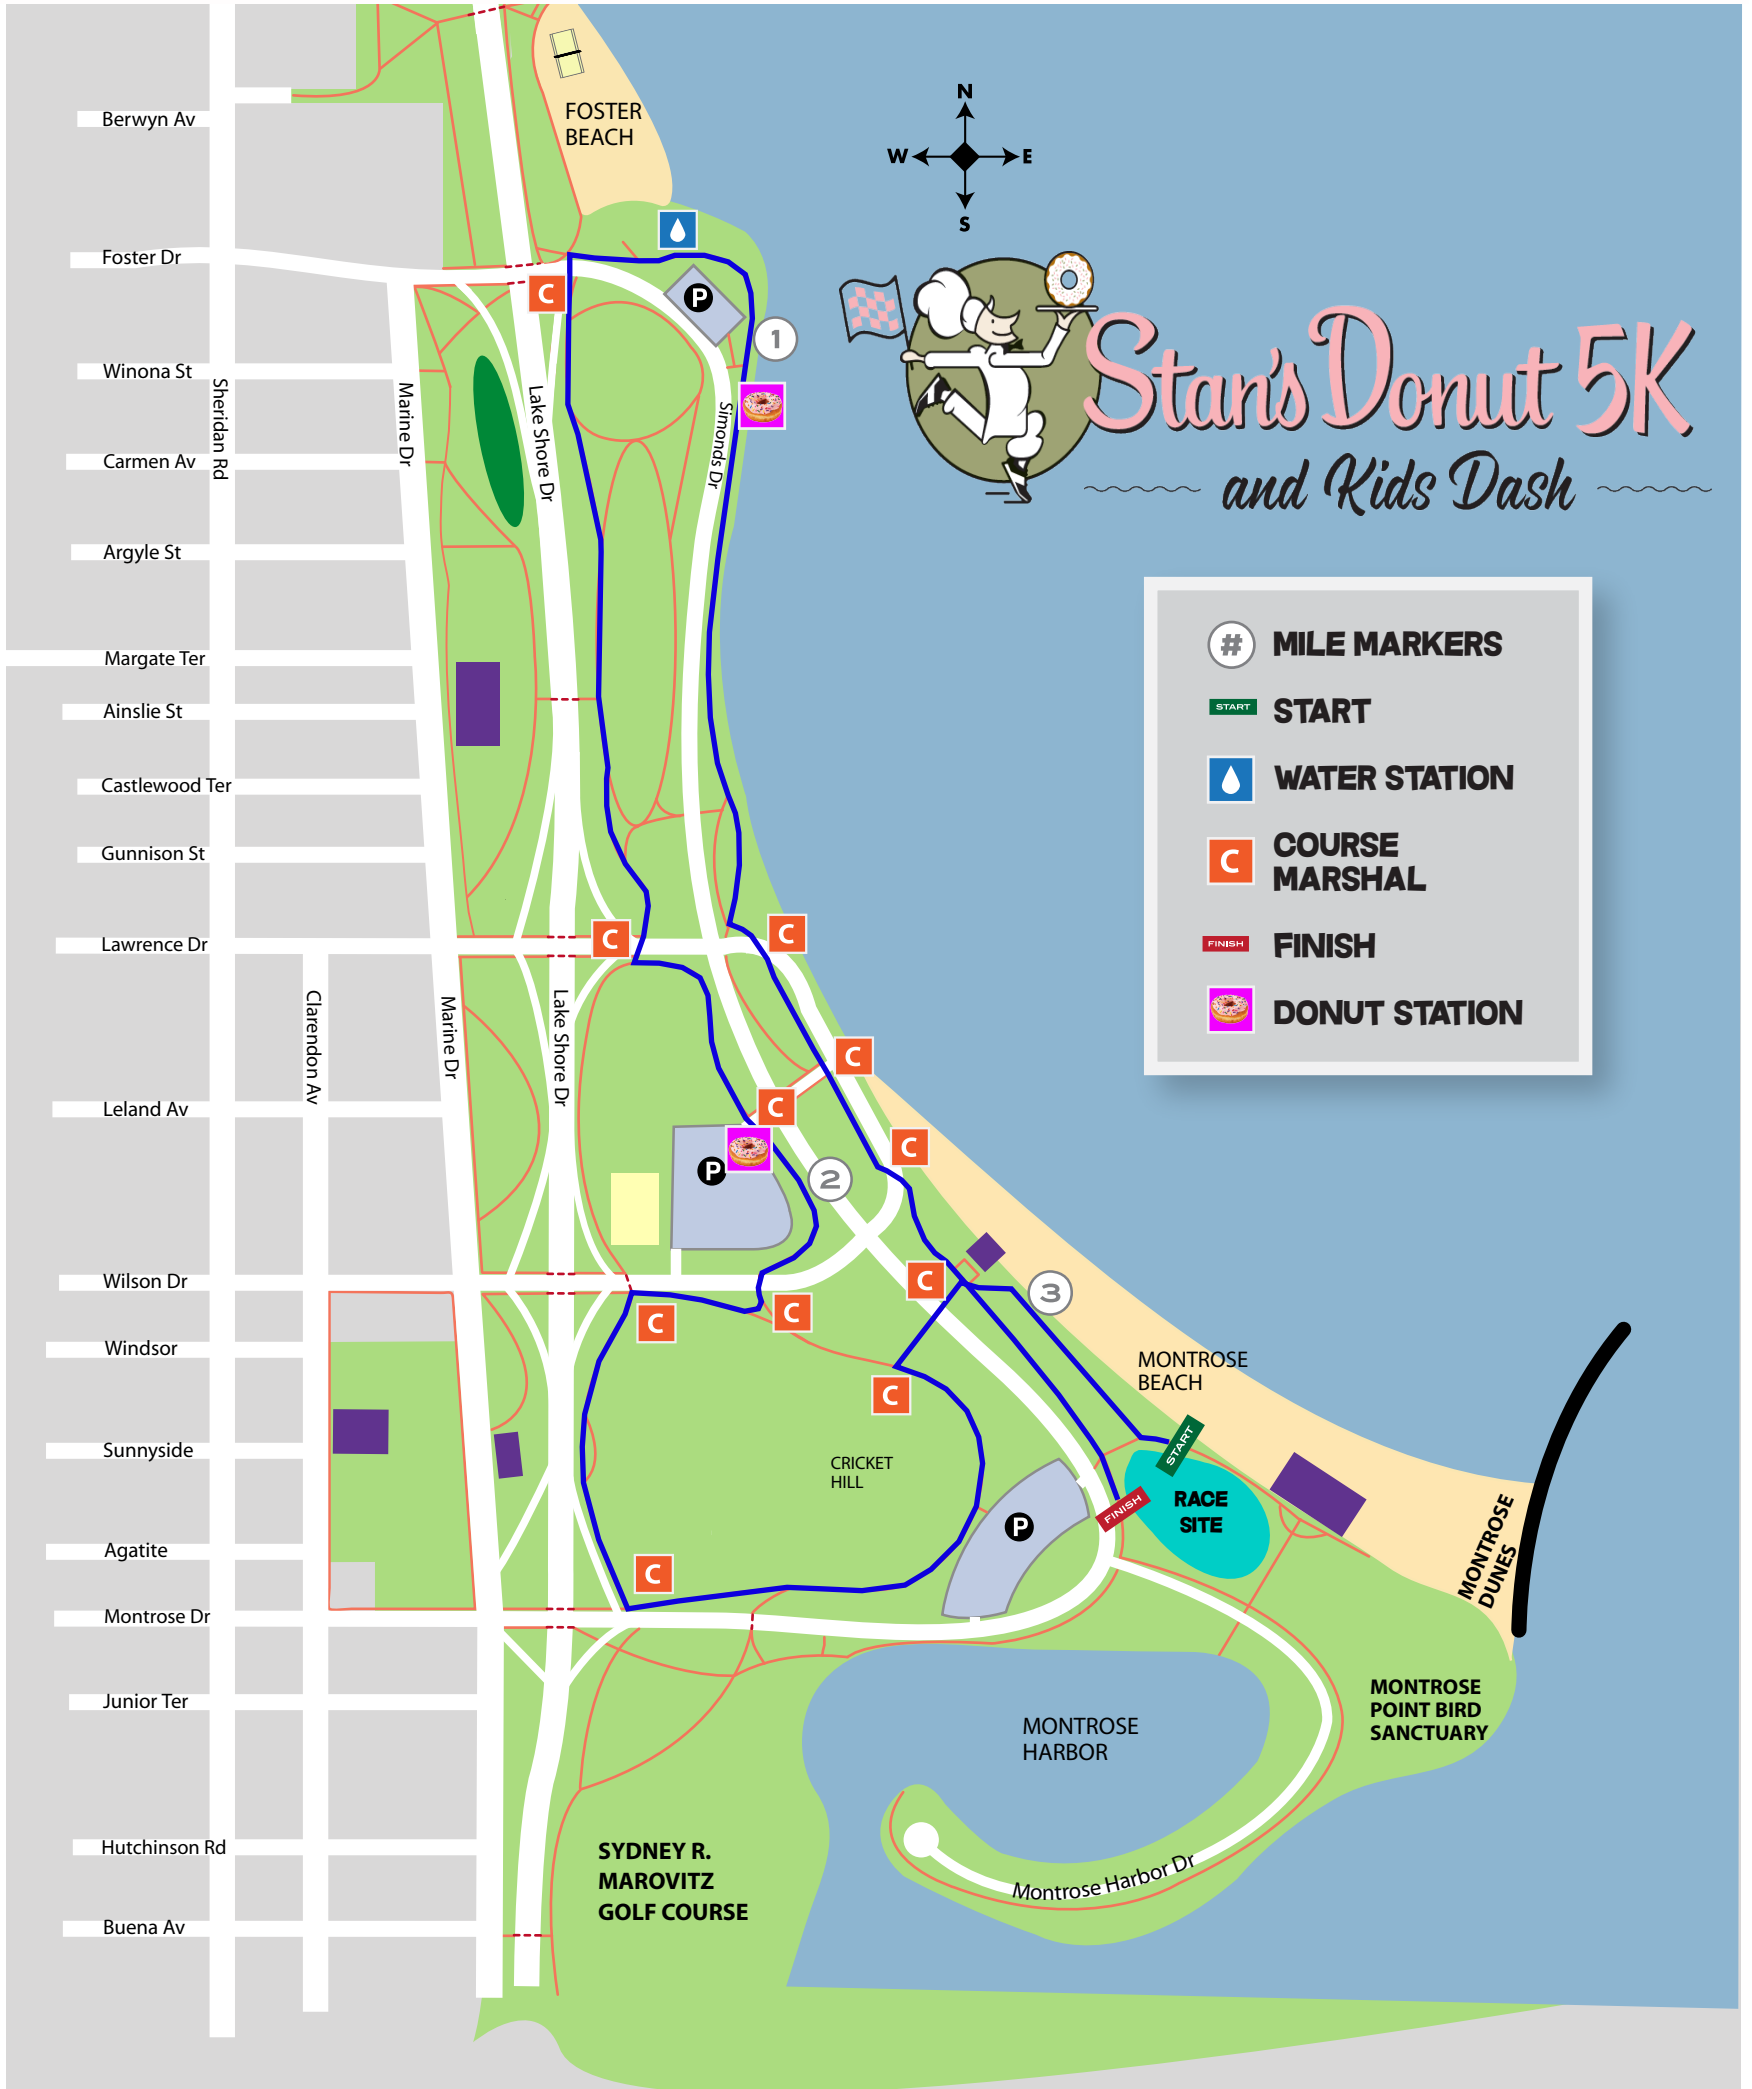 Berwyn Av
FOSTER
BEACH
N
W
E
S
Foster Dr
C
P
1
Stan's Donut 5K
and Kids Dash
Winona St
Sheridan Rd
Marine Dr
Lake Shore Dr
Simonds Dr
Carmen Av
Argyle St
Margate Ter
Ainslie St
Castlewood Ter
Gunnison St
# MILE MARKERS
START START
WATER STATION
C COURSE
MARSHAL
FINISH FINISH
DONUT STATION
Lawrence Dr
C
C
Clarendon Av
Marine Dr
Lake Shore Dr
C
C
Leland Av
C
P
2
Wilson Dr
C
3
C
C
Windsor
MONTROSE
BEACH
C
START
Sunnyside
CRICKET
HILL
RACE
SITE
FINISH
P
MONTROSE
DUNES
Agatite
C
Montrose Dr
Junior Ter
MONTROSE
HARBOR
MONTROSE
POINT BIRD
SANCTUARY
Hutchinson Rd
SYDNEY R.
MAROVITZ
GOLF COURSE
Montrose Harbor Dr
Buena Av